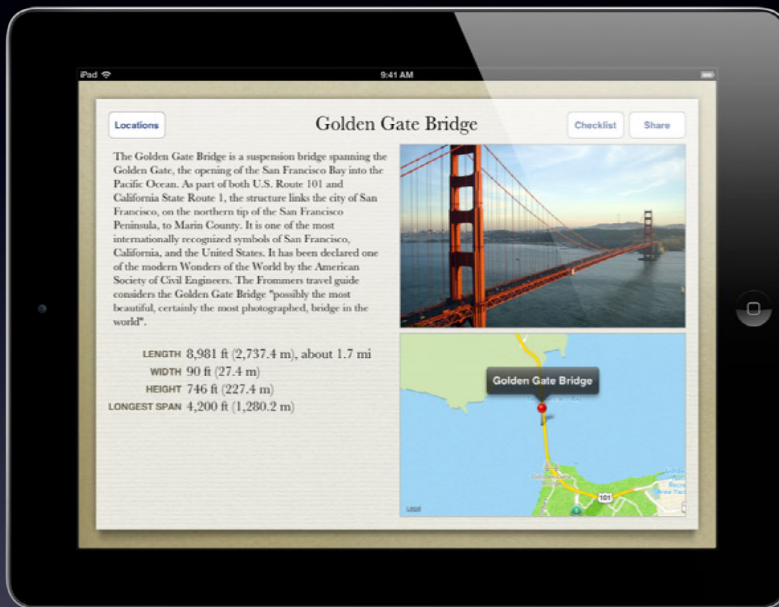 iPad
9:41 AM
Locations
Golden Gate Bridge
Checklist
Share
The Golden Gate Bridge is a suspension bridge spanning the
Golden Gate, the opening of the San Francisco Bay into the
Pacific Ocean. As part of both U.S. Route 101 and
California State Route 1, the structure links the city of San
Francisco, on the northern tip of the San Francisco
Peninsula, to Marin County. It is one of the most
internationally recognized symbols of San Francisco,
California, and the United States. It has been declared one
of the modern Wonders of the World by the American
Society of Civil Engineers. The Frommers travel guide
considers the Golden Gate Bridge "possibly the most
beautiful, certainly the most photographed, bridge in the
world".
LENGTH 8,981 ft (2,737.4 m), about 1.7 mi
WIDTH 90 ft (27.4 m)
HEIGHT 746 ft (227.4 m)
LONGEST SPAN 4,200 ft (1,280.2 m)
Golden Gate Bridge
101
Legal